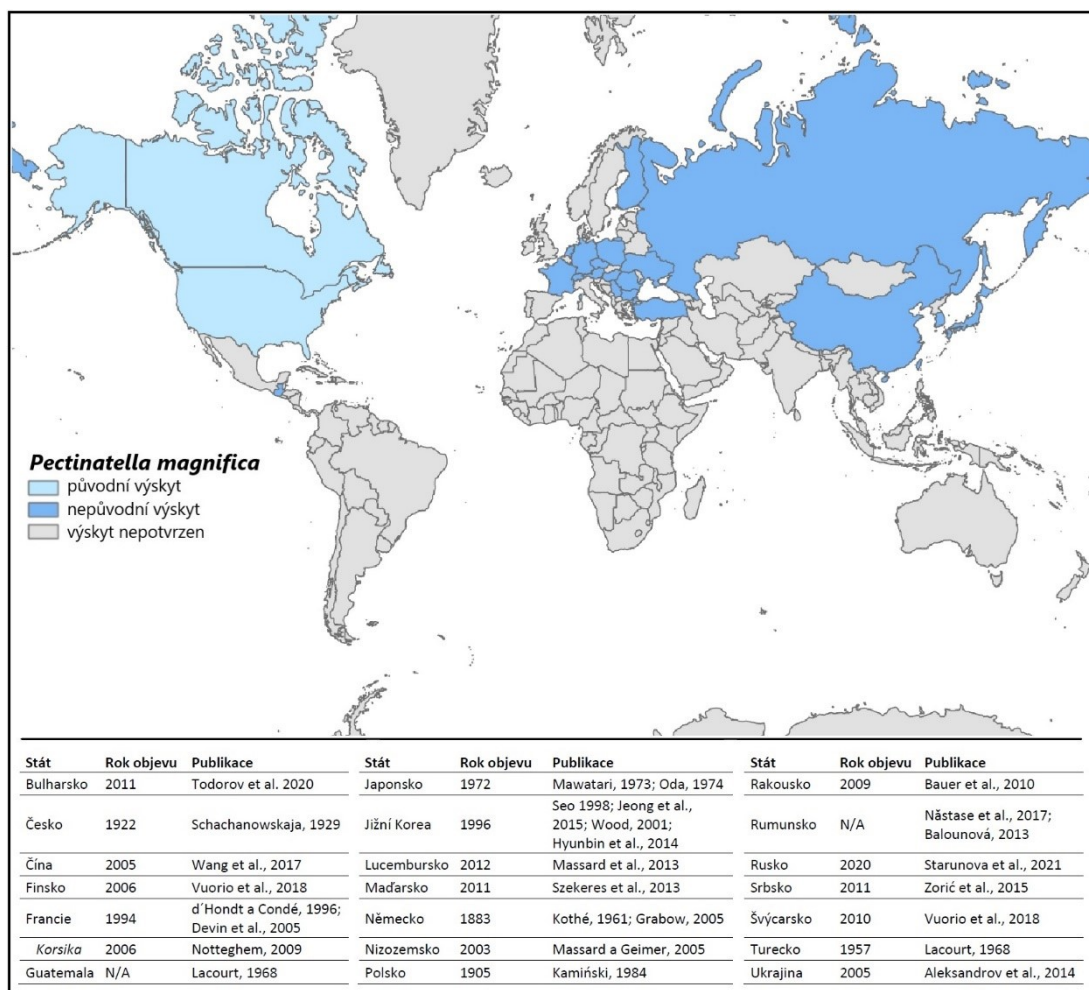 Pectinatella magnifica
původní výskyt
nepůvodní výskyt
výskyt nepotvrzen
Stát Rok objevu Publikace Stát Rok objevu Publikace Stát Rok objevu Publikace
Bulharsko 2011 Todorov et al. 2020 Japonsko 1972 Mawatari, 1973; Oda, 1974 Rakousko 2009 Bauer et al., 2010
Česko 1922 Schachanowskaja, 1929 Jižní Korea 1996 Seo 1998; Jeong et al., 2015; Wood, 2001; Hyunbin et al., 2014 Rumunsko N/A Năstase et al., 2017; Balounová, 2013
Čína 2005 Wang et al., 2017 Lucembursko 2012 Massard et al., 2013 Rusko 2020 Starunova et al., 2021
Finsko 2006 Vuorio et al., 2018 Maďarsko 2011 Szekeres et al., 2013 Srbsko 2011 Zorić et al., 2015
Francie 1994 d´Hondt a Condé, 1996; Devin et al., 2005 Německo 1883 Kothé, 1961; Grabow, 2005 Švýcarsko 2010 Vuorio et al., 2018
Korsika 2006 Notteghem, 2009 Nizozemsko 2003 Massard a Geimer, 2005 Turecko 1957 Lacourt, 1968
Guatemala N/A Lacourt, 1968 Polsko 1905 Kamiński, 1984 Ukrajina 2005 Aleksandrov et al., 2014